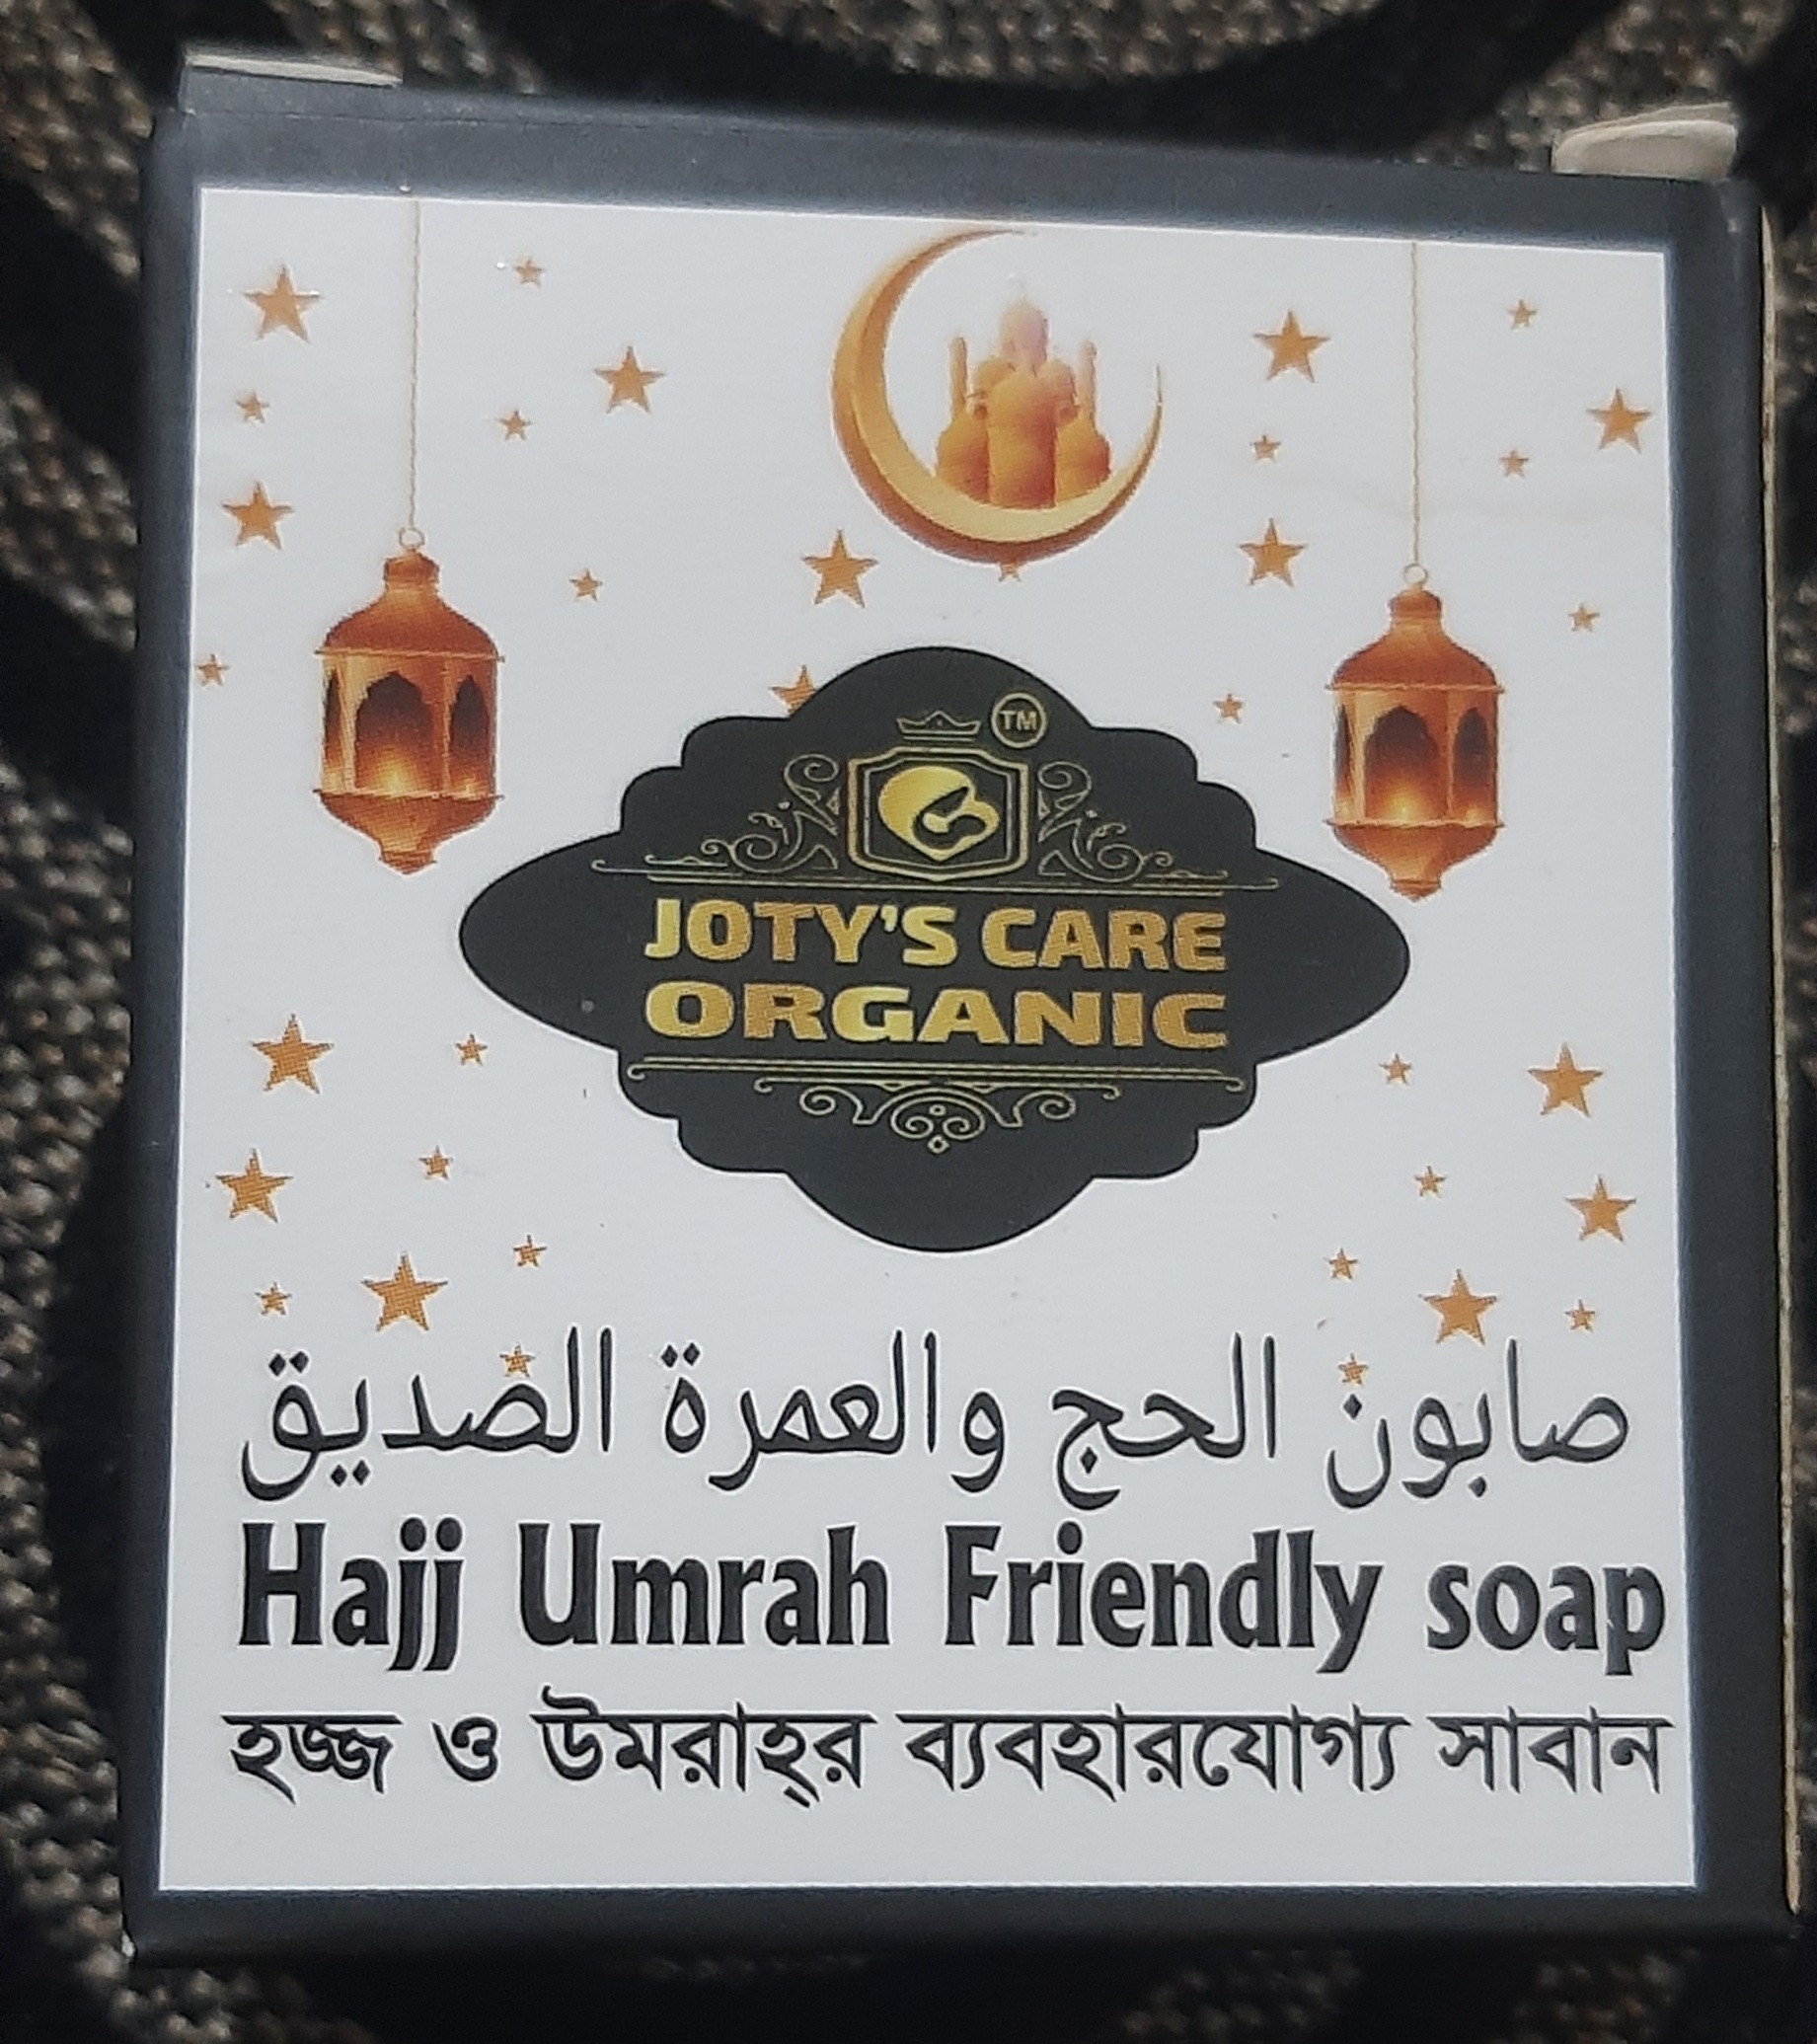 TM
JOTY'S CARE
ORGANIC
صابون الحج والعمرة الصديق
Hajj Umrah Friendly soap
হজ্জ ও উমরাহ্র ব্যবহারযোগ্য সাবান